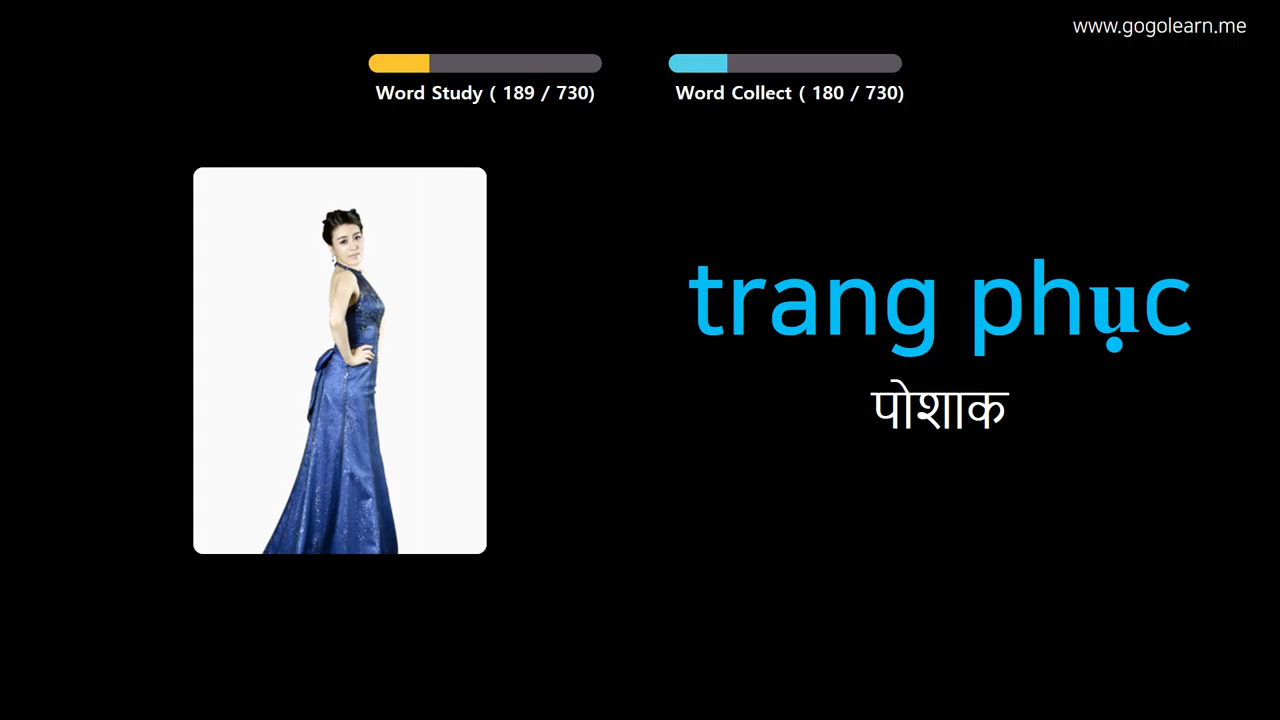 www.gogolearn.me
Word Study ( 189 / 730)
Word Collect ( 180 / 730)
trang phục
पोशाक